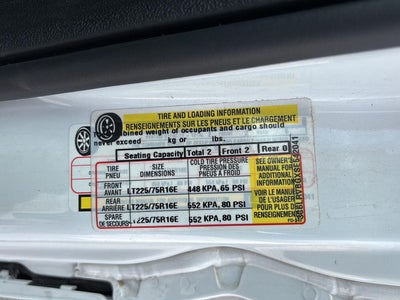 TIRE AND LOADING INFORMATION
RENSEIGNEMENTS SUR LES PNEUS ET LE CHARGEMENT
The combined weight of occupants and cargo should
never exceed kg or lbs.
Seating Capacity Total 2 Front 2 Rear 0
TIRE SIZE COLD TIRE PRESSURE
PNEU DIMENSIONS PRESSION DES PNEUS À FROID
FRONT
AVANT LT225/75R16E 448 KPA, 65 PSI
REAR
ARRIÈRE LT225/75R16E 552 KPA, 80 PSI
SPARE
DE SECOURS 225/75R16E 552 KPA, 80 PSI
SEE OWNER'S
MANUAL FOR
ADDITIONAL
INFORMATION
VOIR LE MANUEL
DE L'USAGER
POUR PLUS DE
RENSEIGNEMENTS